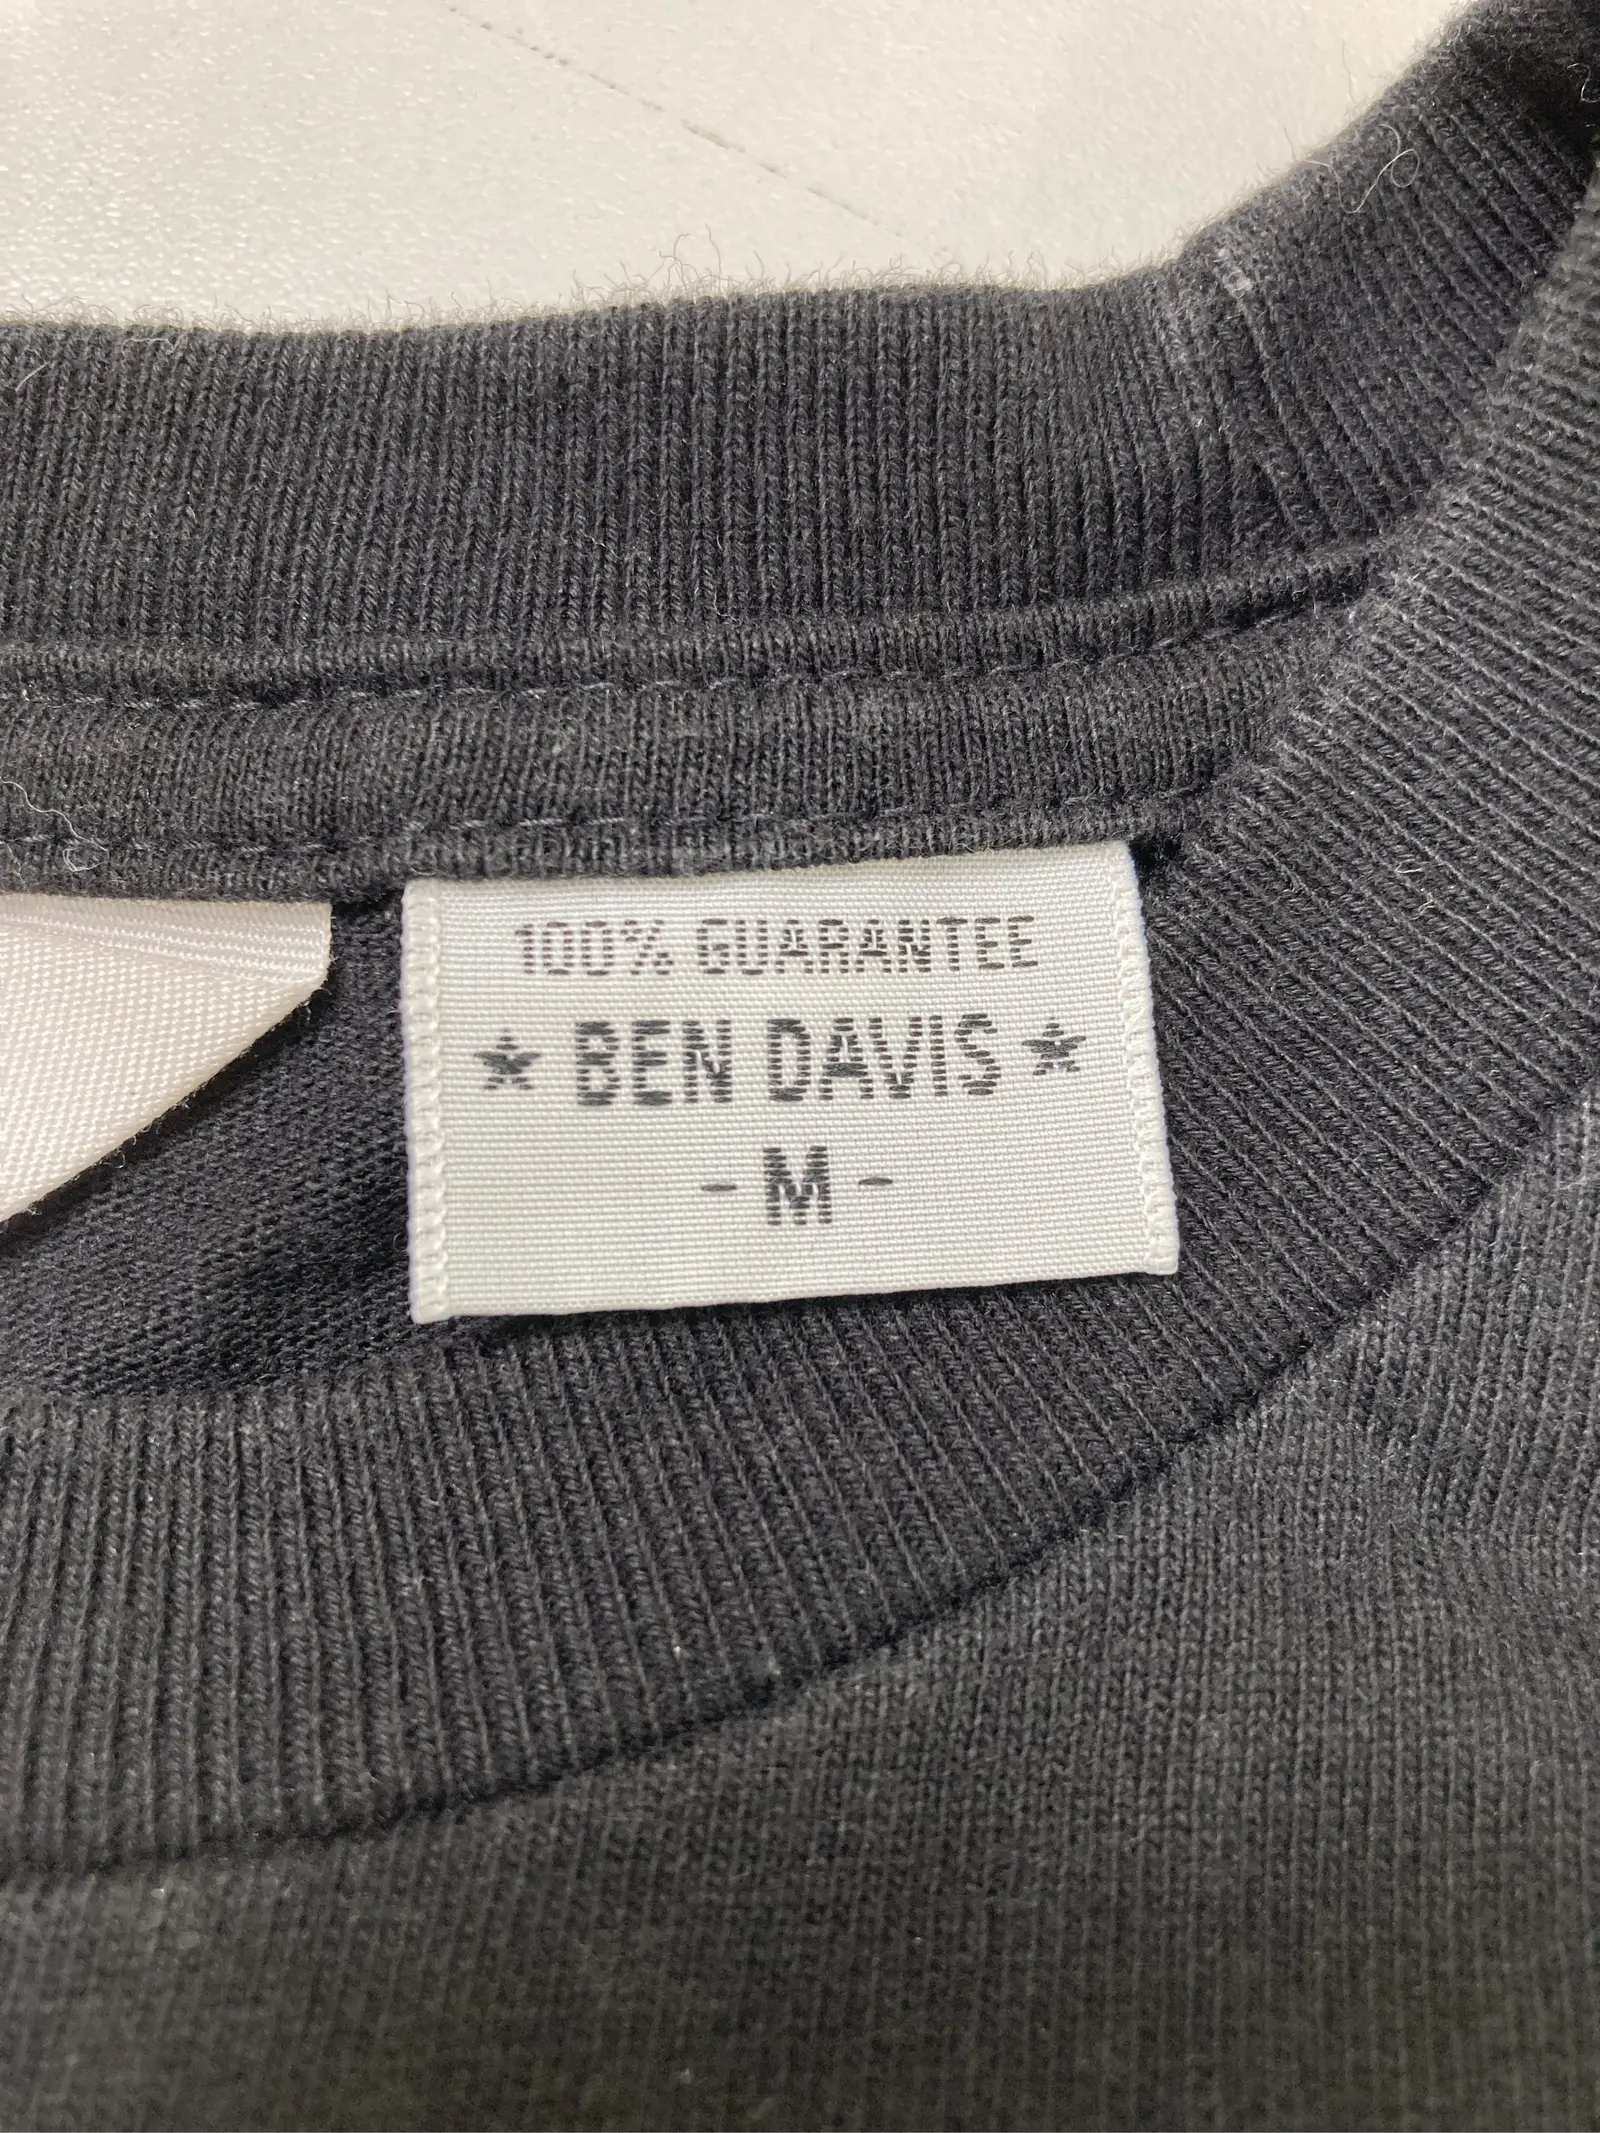 100% GUARANTEE
★ BEN DAVIS ★
- M -